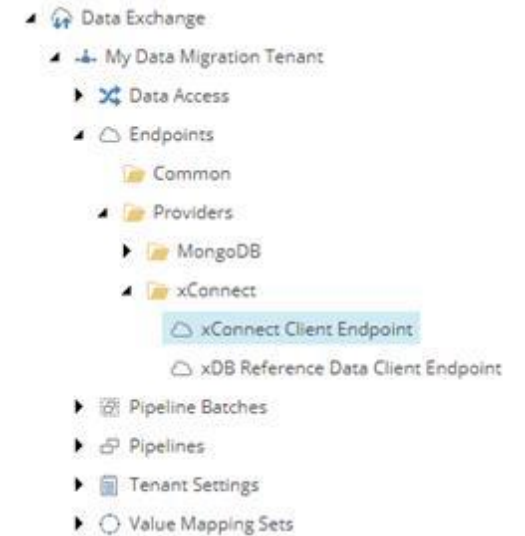 Data Exchange
My Data Migration Tenant
Data Access
Endpoints
Common
Providers
MongoDB
xConnect
xConnect Client Endpoint
xDB Reference Data Client Endpoint
Pipeline Batches
Pipelines
Tenant Settings
Value Mapping Sets